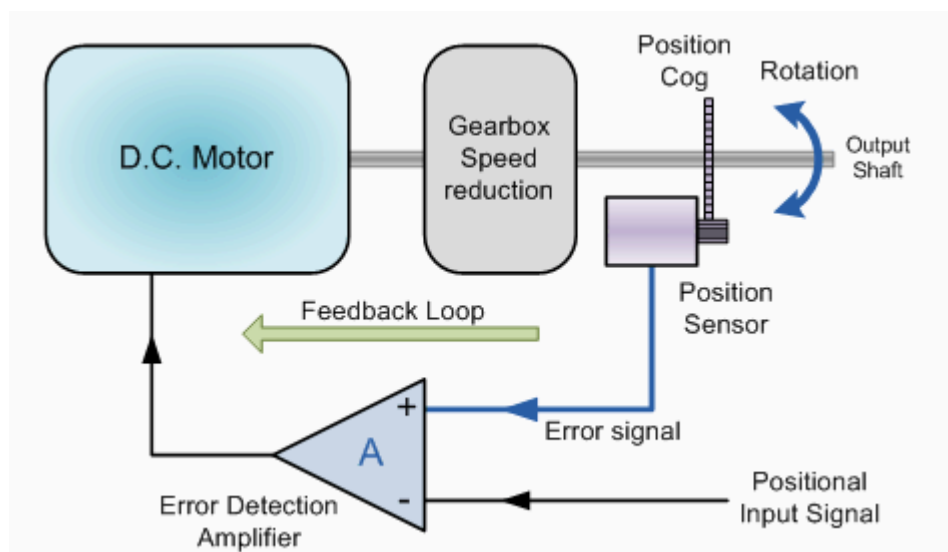 Position
Cog
Rotation
D.C. Motor
Gearbox
Speed
reduction
Output
Shaft
Feedback Loop
Position
Sensor
+
Error signal
A
-
Error Detection
Amplifier
Positional
Input Signal